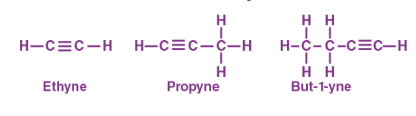 H H H
H—C≡C—H H—C≡C—C—H H—C—C—C≡C—H
H H H
Ethyne Propyne But-1-yne